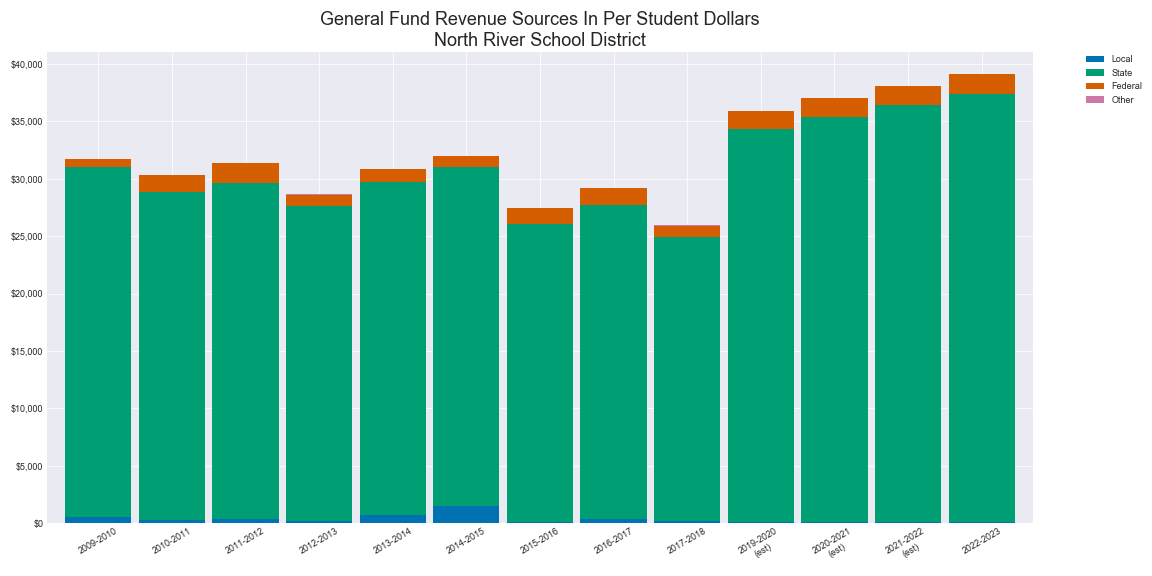 General Fund Revenue Sources In Per Student Dollars
North River School District
Local
State
Federal
Other
$40,000
$35,000
$30,000
$25,000
$20,000
$15,000
$10,000
$5,000
$0
2009-2010
2010-2011
2011-2012
2012-2013
2013-2014
2014-2015
2015-2016
2016-2017
2017-2018
2019-2020
(est)
2020-2021
(est)
2021-2022
(est)
2022-2023